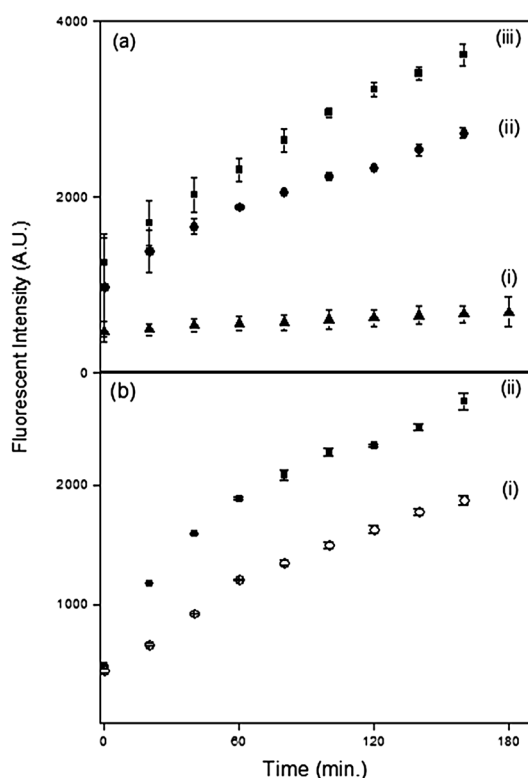 4000
(a)
(iii)
(ii)
2000
(i)
0
Fluorescent Intensity (A.U.)
(b)
(ii)
2000
(i)
1000
0 60 120 180
Time (min.)